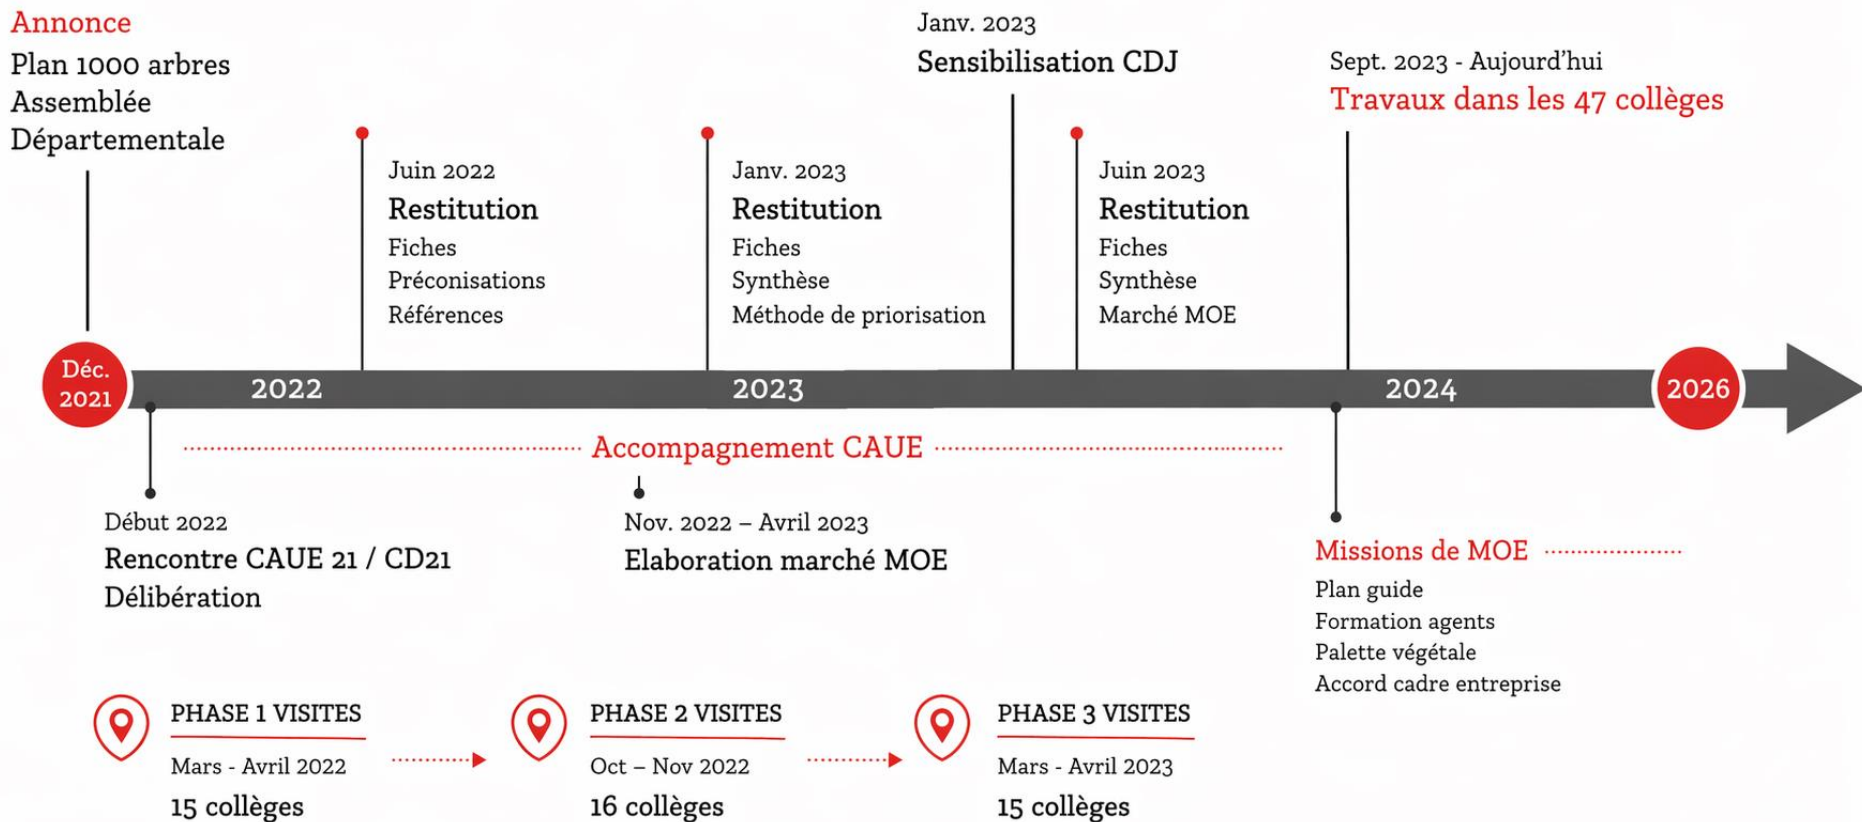 Annonce
Plan 1000 arbres
Assemblée
Départementale
Juin 2022
Restitution
Fiches
Préconisations
Références
Janv. 2023
Restitution
Fiches
Synthèse
Méthode de priorisation
Janv. 2023
Sensibilisation CDJ
Juin 2023
Restitution
Fiches
Synthèse
Marché MOE
Sept. 2023 - Aujourd'hui
Travaux dans les 47 collèges
Déc.
2021
2022
2023
2024
2026
Accompagnement CAUE
Début 2022
Rencontre CAUE 21 / CD21
Délibération
Nov. 2022 – Avril 2023
Elaboration marché MOE
Missions de MOE
Plan guide
Formation agents
Palette végétale
Accord cadre entreprise
PHASE 1 VISITES
Mars - Avril 2022
15 collèges
PHASE 2 VISITES
Oct – Nov 2022
16 collèges
PHASE 3 VISITES
Mars - Avril 2023
15 collèges